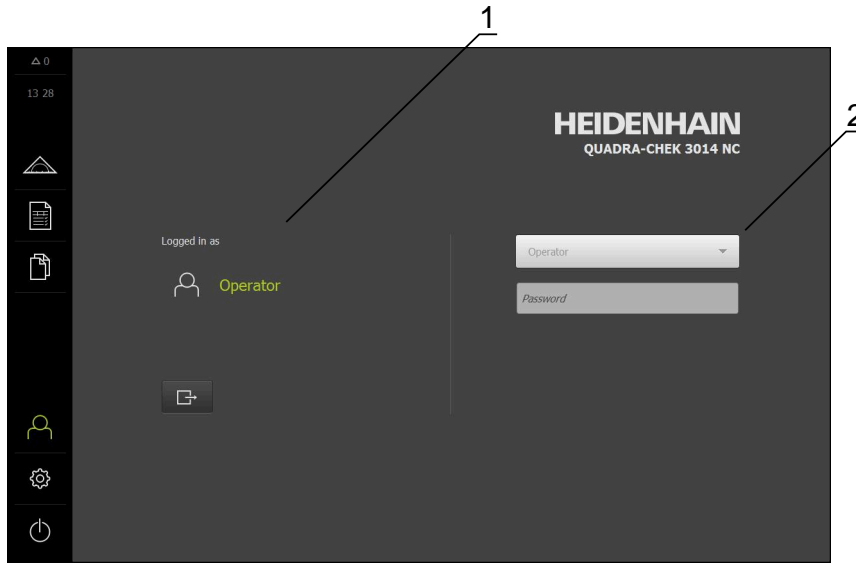 1
0
13 28
HEIDENHAIN
QUADRA-CHEK 3014 NC
2
Logged in as
Operator
Operator
Password